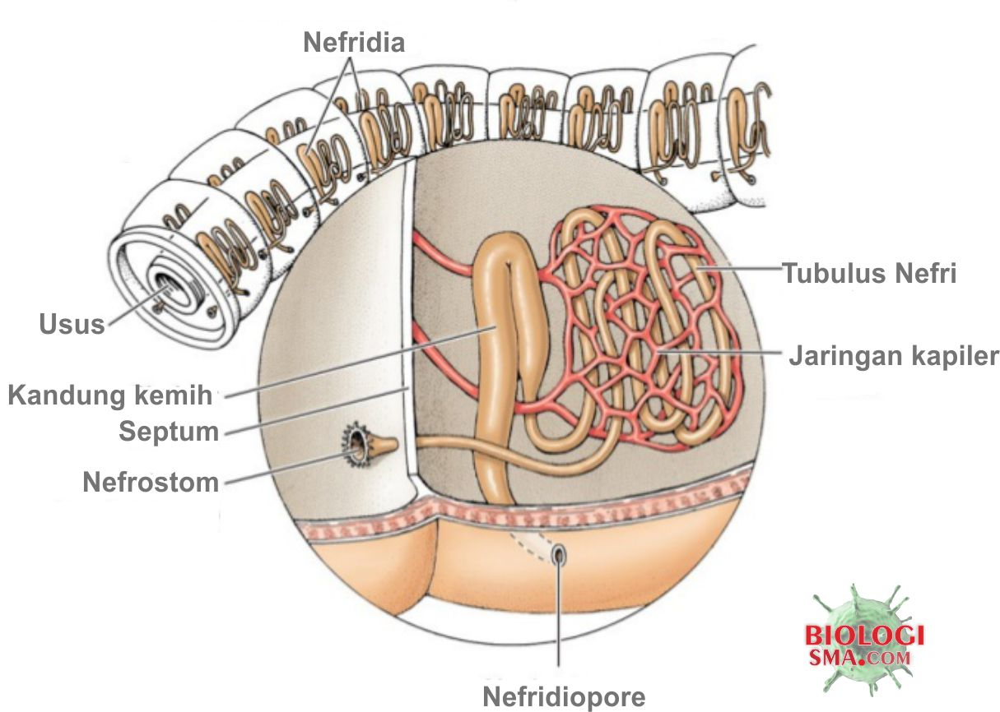 Nefridia
Tubulus Nefri
Usus
Jaringan kapiler
Kandung kemih
Septum
Nefrostom
Nefridiopore
BIOLOGI
SMA.COM